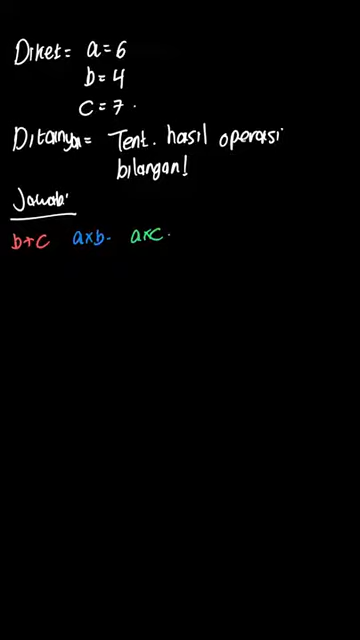 Diket= a=6
b=4
c=7.
Ditanya= Tent. hasil operasi
bilangan!
Jawab:
b+c a×b. a×c.